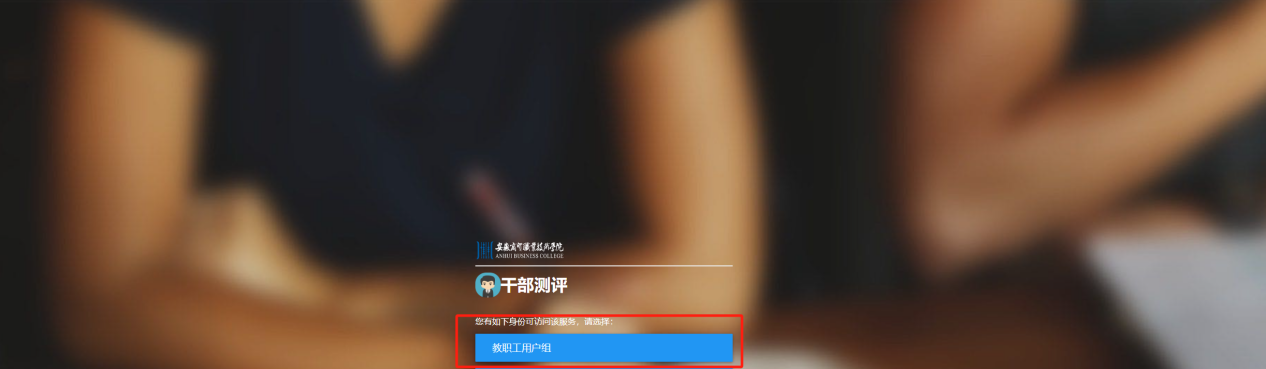 安徽商贸职业技术学院
ANHUI BUSINESS COLLEGE
干部测评
您有如下身份可访问该服务，请选择：
教职工用户组